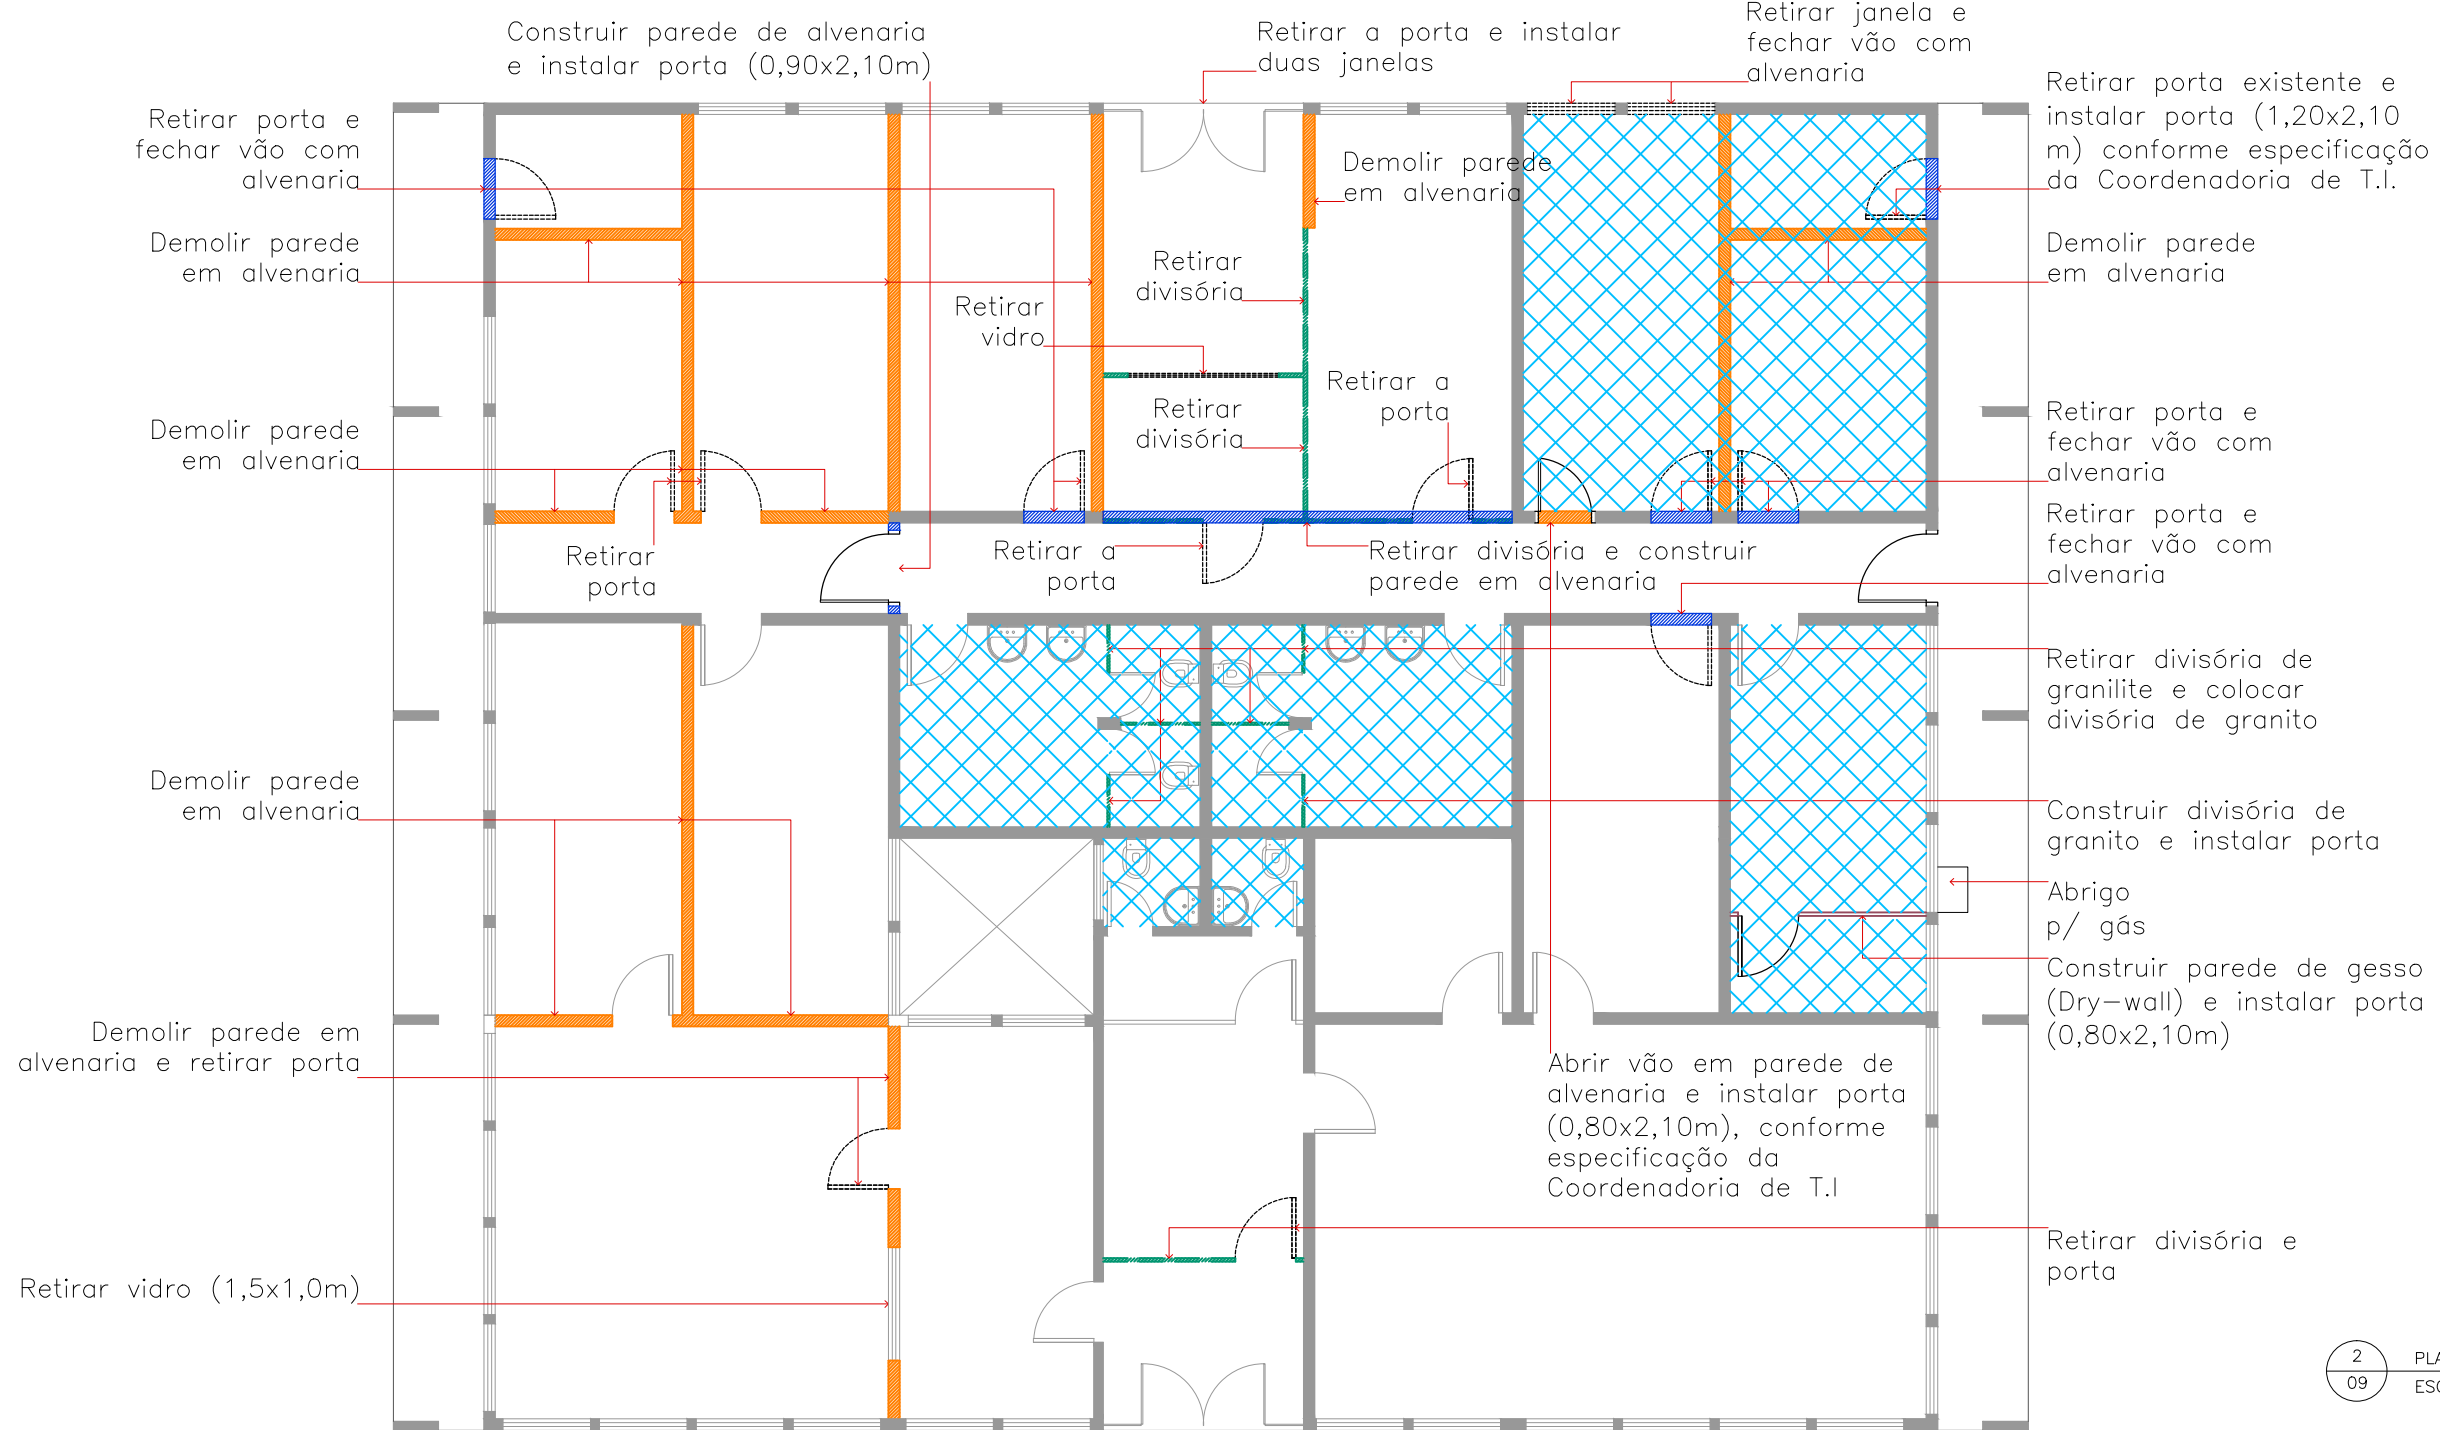 Construir parede de alvenaria
e instalar porta (0,90x2,10m)
Retirar a porta e instalar
duas janelas
Retirar janela e
fechar vão com
alvenaria
Retirar porta existente e
instalar porta (1,20x2,10
m) conforme especificação
da Coordenadoria de T.I.
Retirar porta e
fechar vão com
alvenaria
Demolir parede
em alvenaria
Demolir parede
em alvenaria
Retirar
divisória
Demolir parede
em alvenaria
Retirar
vidro
Retirar a
porta
Retirar
divisória
Demolir parede
em alvenaria
Retirar porta e
fechar vão com
alvenaria
Retirar porta e
fechar vão com
alvenaria
Retirar
porta
Retirar a
porta
Retirar divisória e construir
parede em alvenaria
Retirar divisória de
granilite e colocar
divisória de granito
Demolir parede
em alvenaria
Construir divisória de
granito e instalar porta
Abrigo
p/ gás
Construir parede de gesso
(Dry-wall) e instalar porta
(0,80x2,10m)
Demolir parede em
alvenaria e retirar porta
Abrir vão em parede de
alvenaria e instalar porta
(0,80x2,10m), conforme
especificação da
Coordenadoria de T.I
Retirar divisória e
porta
Retirar vidro (1,5x1,0m)
2
09